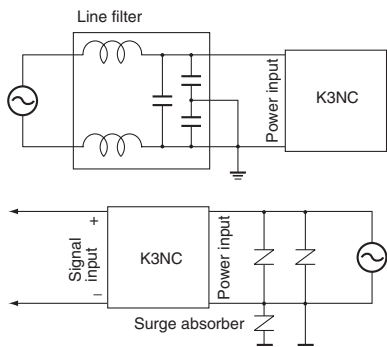 Line filter
Power input
K3NC
+
−
Signal
input
K3NC
Power input
Surge absorber